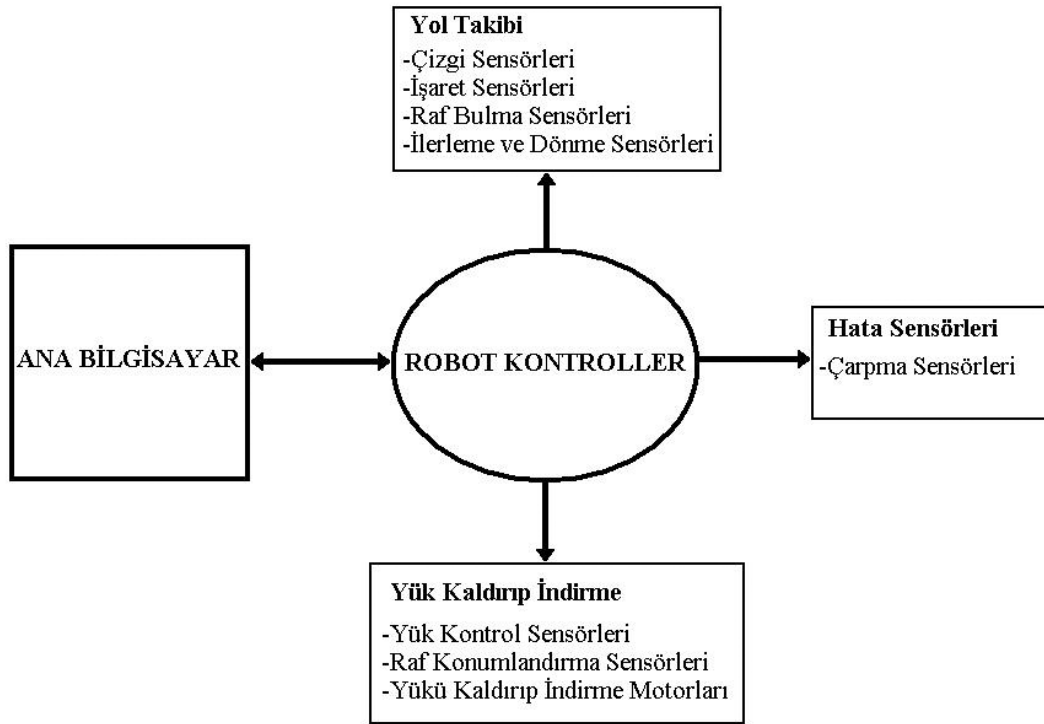 Yol Takibi
-Çizgi Sensörleri
-İşaret Sensörleri
-Raf Bulma Sensörleri
-İlerleme ve Dönme Sensörleri
ANA BİLGİSAYAR
ROBOT KONTROLLER
Hata Sensörleri
-Çarpma Sensörleri
Yük Kaldırıp İndirme
-Yük Kontrol Sensörleri
-Raf Konumlandırma Sensörleri
-Yükü Kaldırıp İndirme Motorları